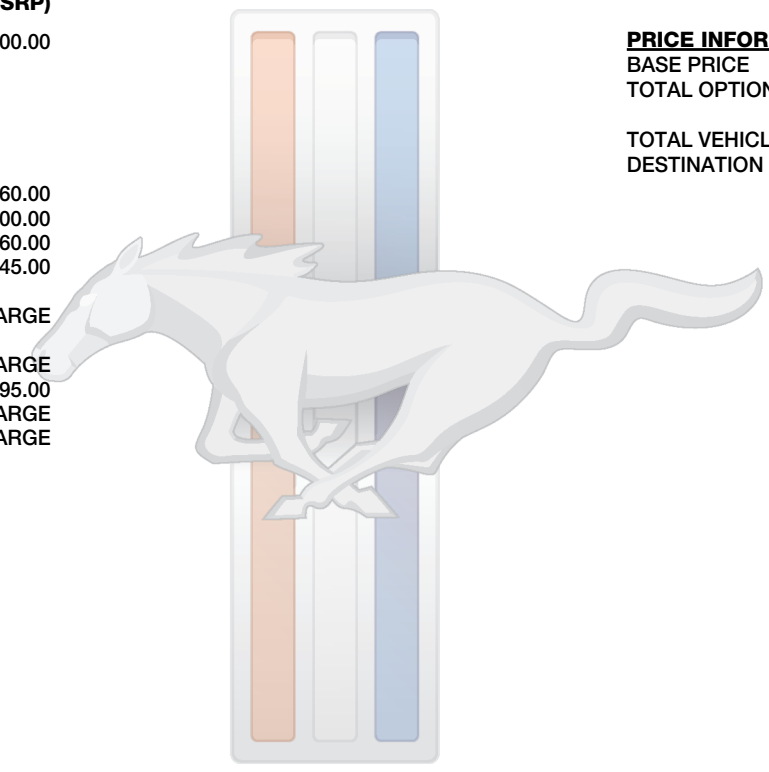 SRP)
00.00
60.00
00.00
60.00
45.00
ARGE
ARGE
95.00
ARGE
ARGE
PRICE INFOR
BASE PRICE
TOTAL OPTION
TOTAL VEHICL
DESTINATION